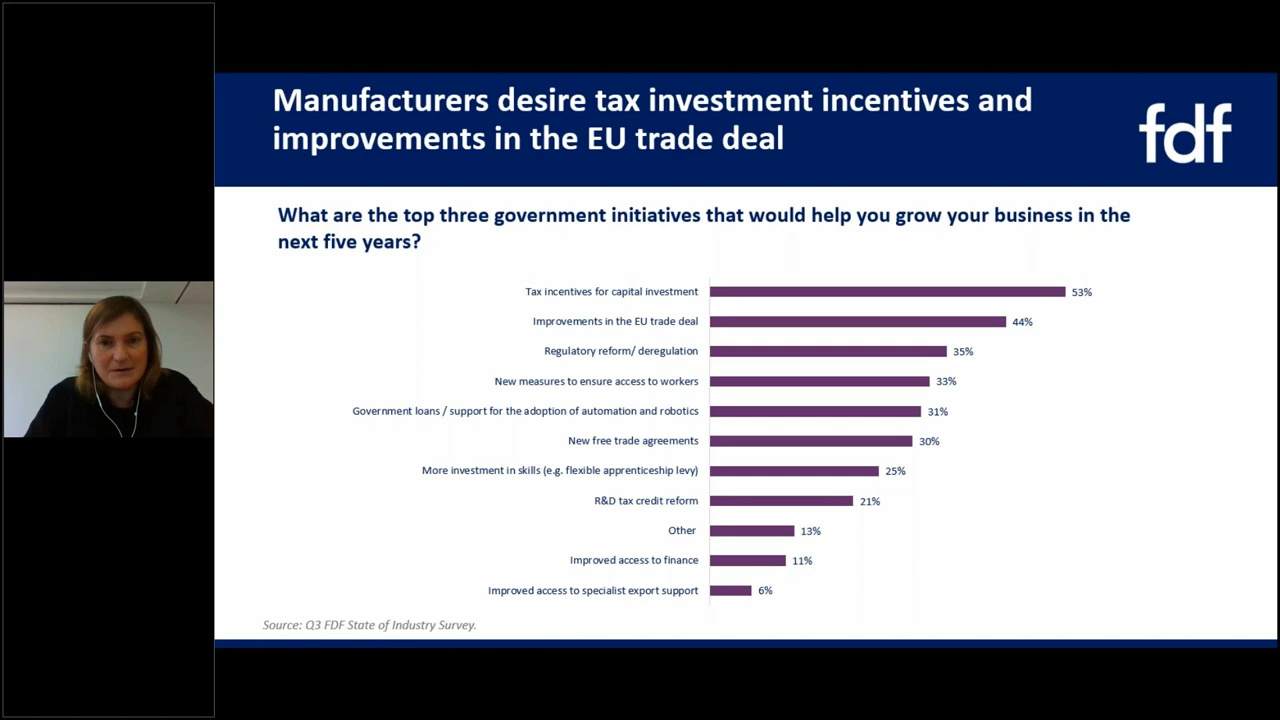 Manufacturers desire tax investment incentives and
improvements in the EU trade deal
fdf
What are the top three government initiatives that would help you grow your business in the
next five years?
Tax incentives for capital investment 53%
Improvements in the EU trade deal 44%
Regulatory reform/ deregulation 35%
New measures to ensure access to workers 33%
Government loans / support for the adoption of automation and robotics 31%
New free trade agreements 30%
More investment in skills (e.g. flexible apprenticeship levy) 25%
R&D tax credit reform 21%
Other 13%
Improved access to finance 11%
Improved access to specialist export support 6%
Source: Q3 FDF State of Industry Survey.